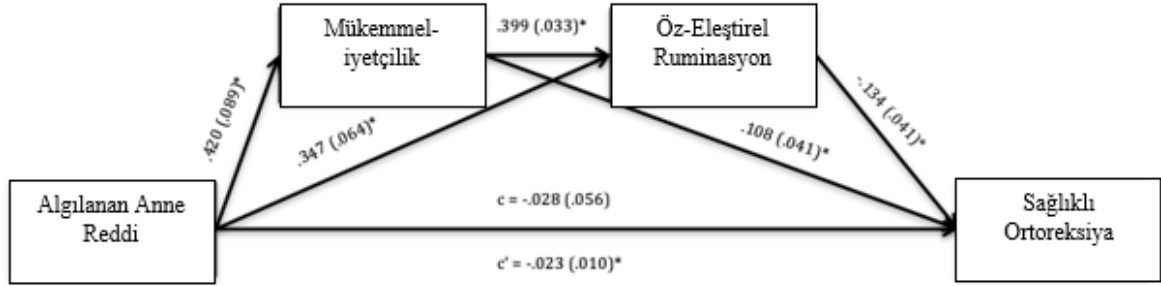 Mükemmel-
iyetçilik
.399 (.033)*
Öz-Eleştirel
Ruminasyon
.420 (.089)*
.347 (.064)*
.108 (.041)*
-.134 (.041)*
Algılanan Anne
Reddi
c = -.028 (.056)
c' = -.023 (.010)*
Sağlıklı
Ortoreksiya